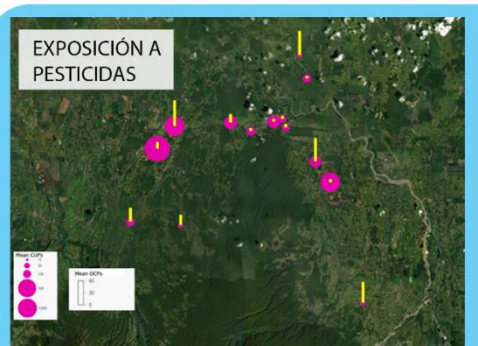 EXPOSICIÓN A
PESTICIDAS
Mean CUPs
Mean OCPs
60
30
0